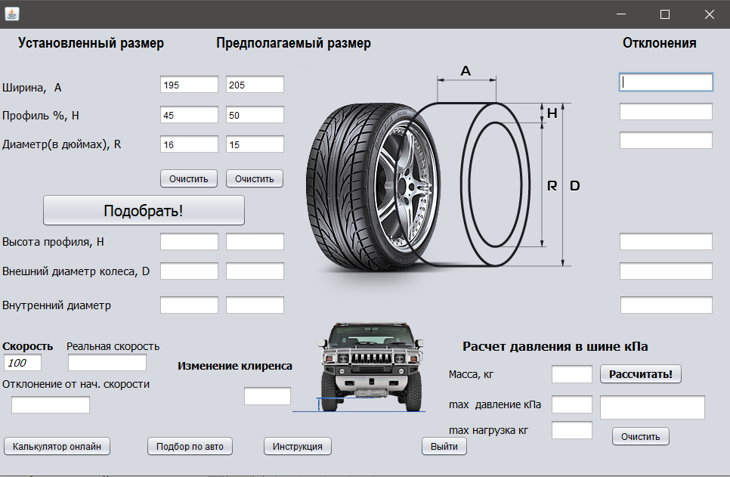 Установленный размер Предполагаемый размер Отклонения
Ширина, A 195 205
Профиль %, H 45 50
Диаметр(в дюймах), R 16 15
Очистить Очистить
Подобрать!
A
H
R D
Высота профиля, H
Внешний диаметр колеса, D
Внутренний диаметр
Скорость Реальная скорость
100
Отклонение от нач. скорости
Изменение клиренса
Расчет давления в шине кПа
Масса, кг Рассчитать!
max давление кПа
max нагрузка кг Очистить
Калькулятор онлайн Подбор по авто Инструкция Выйти